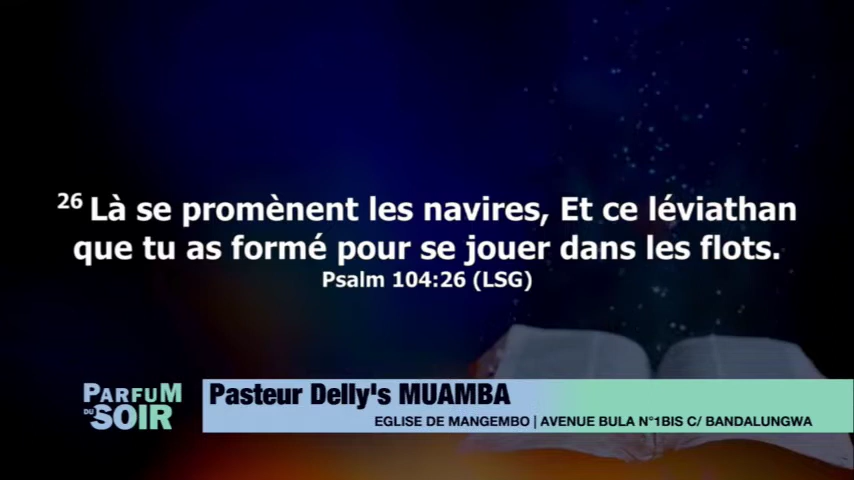 26 Là se promènent les navires, Et ce léviathan
que tu as formé pour se jouer dans les flots.
Psalm 104:26 (LSG)
PARFUM
DU SOIR
Pasteur Delly's MUAMBA
EGLISE DE MANGEMBO | AVENUE BULA N°1BIS C/ BANDALUNGWA